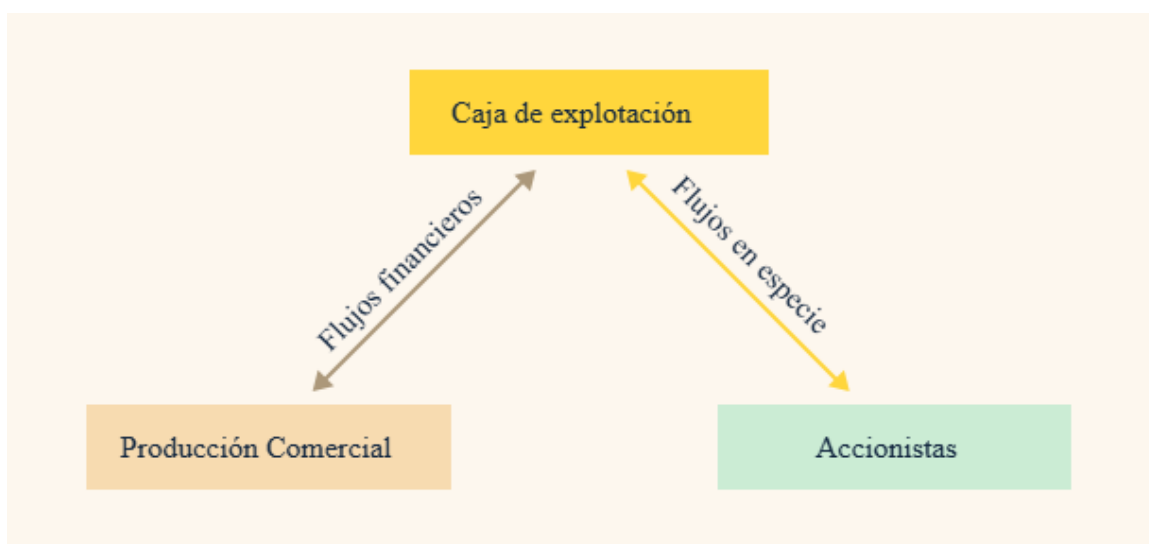 Caja de explotación
Flujos financieros
Flujos en especie
Producción Comercial
Accionistas